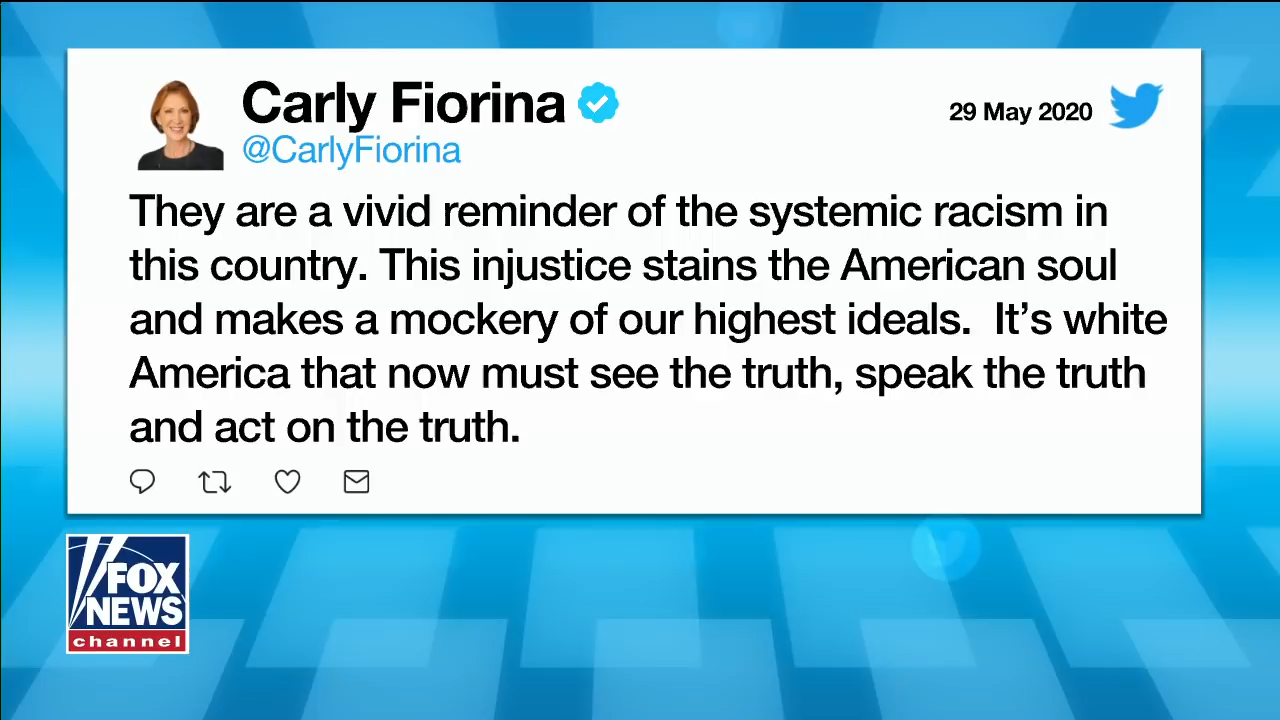 Carly Fiorina
29 May 2020
@CarlyFiorina
They are a vivid reminder of the systemic racism in
this country. This injustice stains the American soul
and makes a mockery of our highest ideals.  It’s white
America that now must see the truth, speak the truth
and act on the truth.
FOX
NEWS
channel